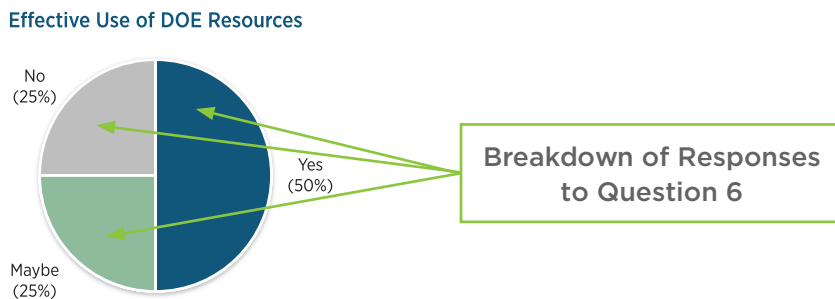 Effective Use of DOE Resources
No
(25%)
Yes
(50%)
Maybe
(25%)
Breakdown of Responses
to Question 6